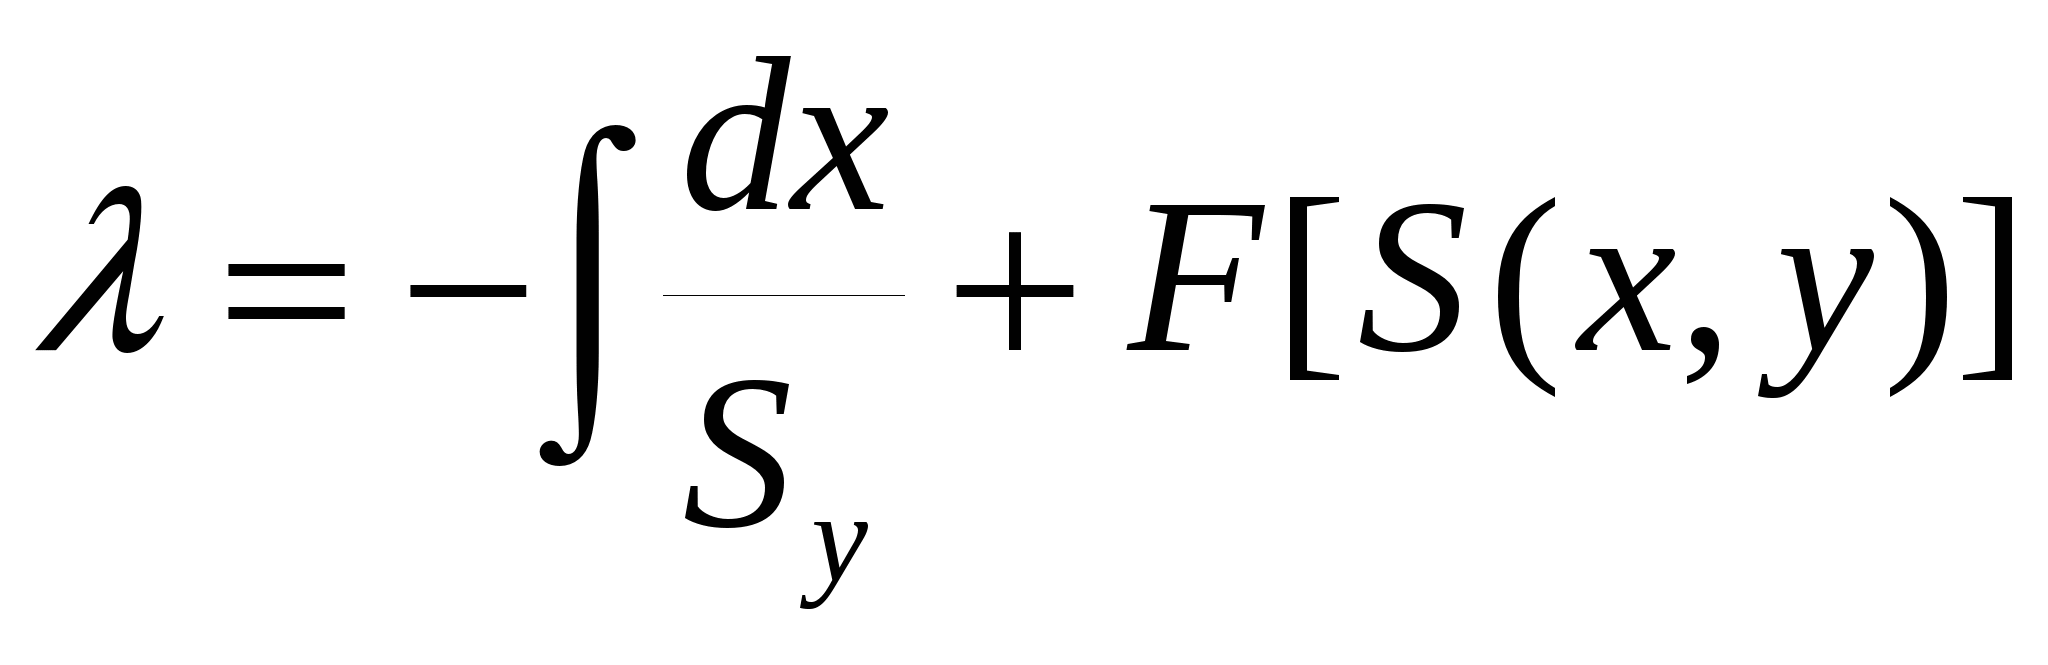 λ = −∫ dx/S_y + F[S(x, y)]